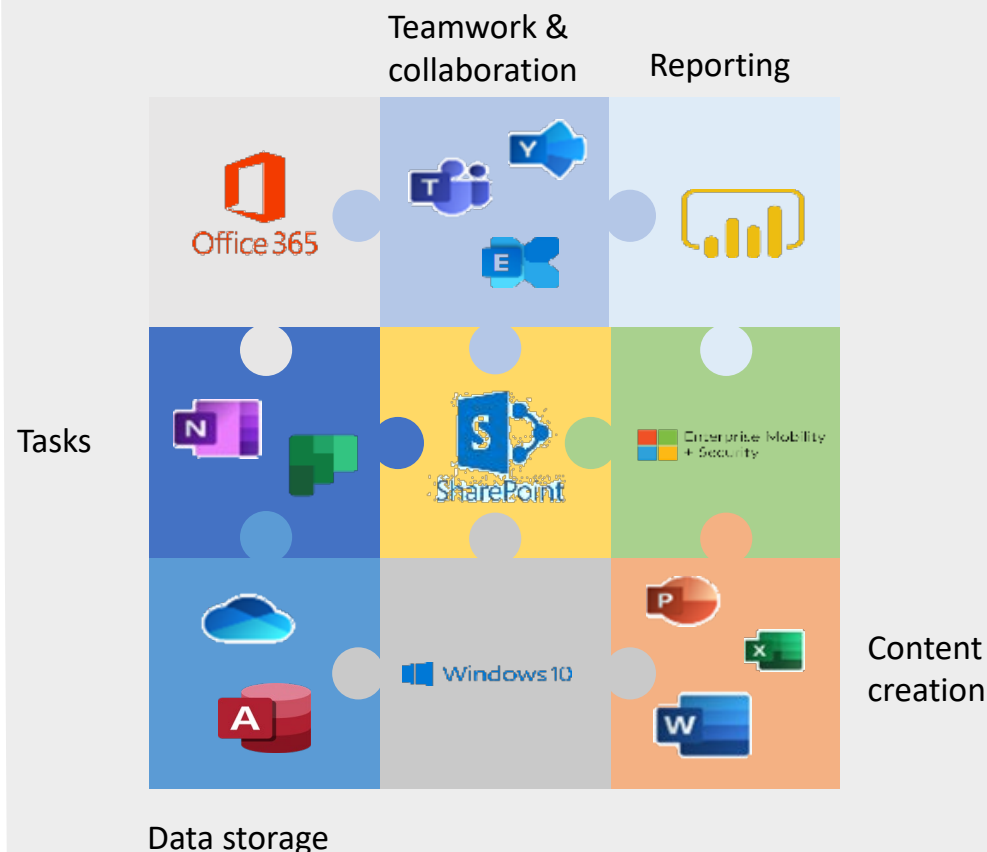 Teamwork &
collaboration
Reporting
Office 365
T
Y
E
Tasks
N
S
SharePoint
Enterprise Mobility
+ Security
P
X
W
A
Windows 10
Content
creation
Data storage